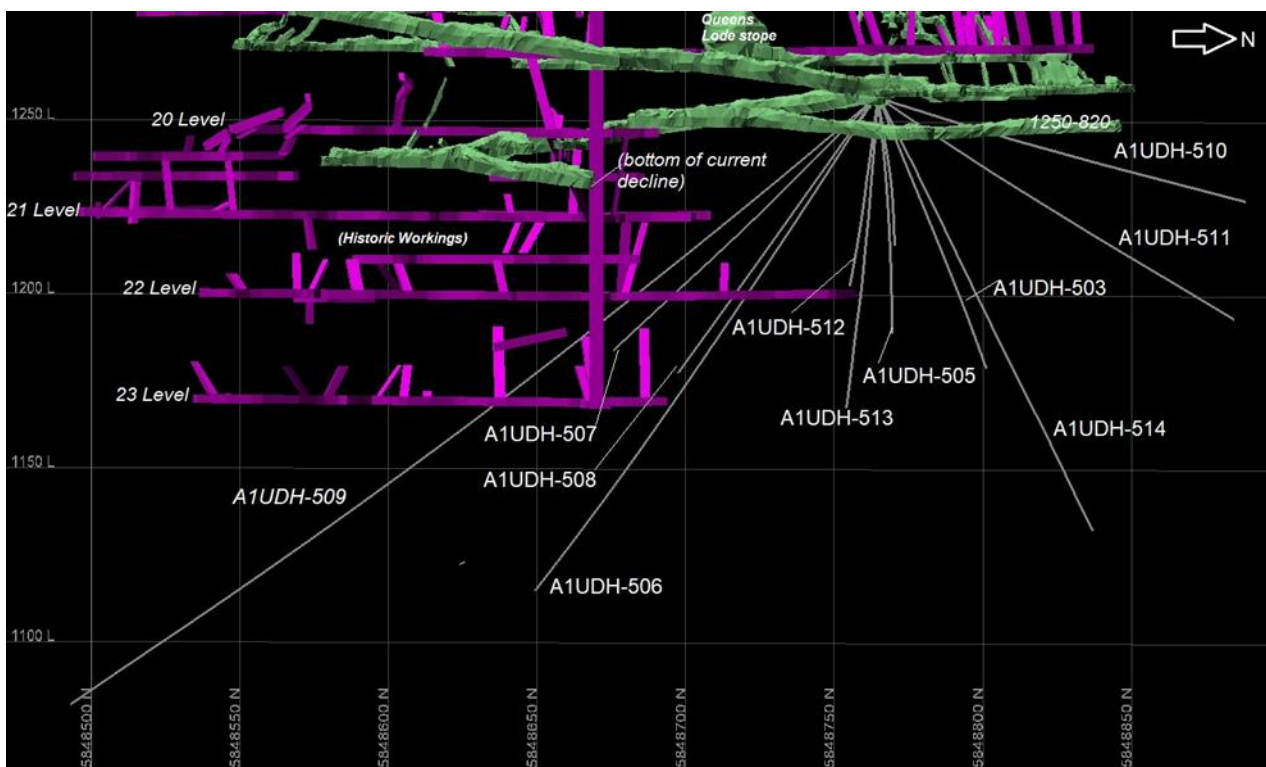 Queens
Lode stope
N
1250 L
20 Level
1250-820
(bottom of current
decline)
A1UDH-510
21 Level
(Historic Workings)
A1UDH-511
22 Level
1200 L
A1UDH-503
A1UDH-512
A1UDH-505
23 Level
A1UDH-513
A1UDH-507
A1UDH-514
1150 L
A1UDH-508
A1UDH-509
A1UDH-506
1100 L
5848500 N
5848550 N
5848600 N
5848650 N
5848700 N
5848750 N
5848800 N
5848850 N